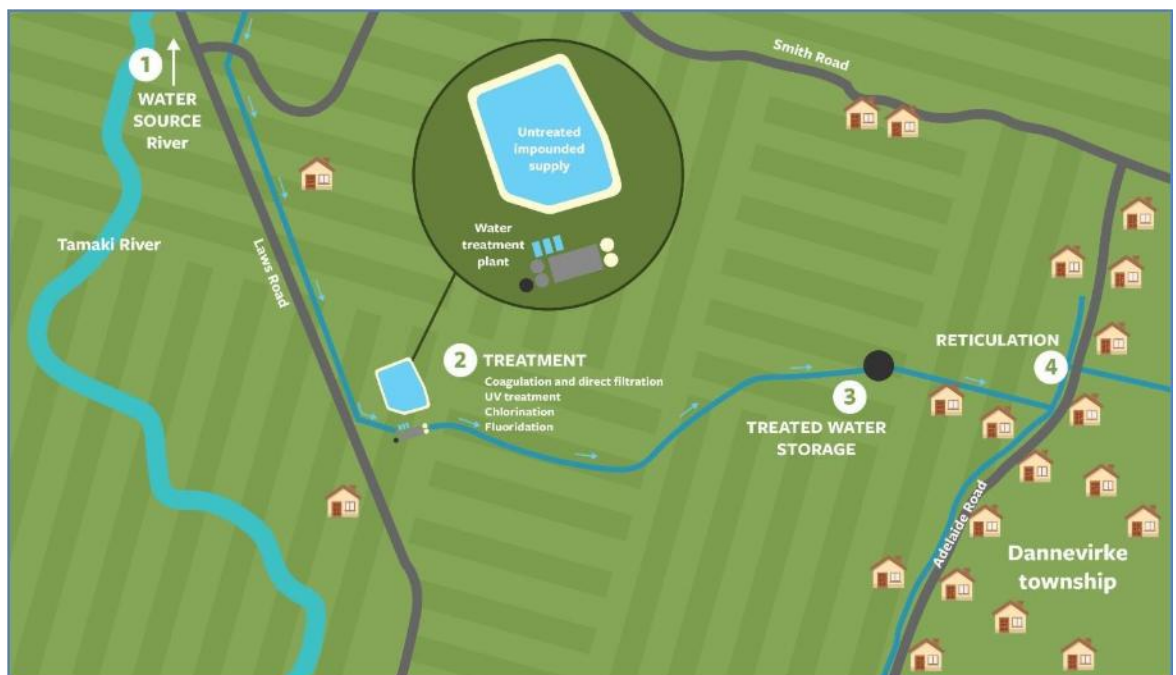 1
WATER
SOURCE
River
Tamaki River
Laws Road
Untreated
impounded
supply
Water
treatment
plant
Smith Road
2 TREATMENT
Coagulation and direct filtration
UV treatment
Chlorination
Fluoridation
3
TREATED WATER
STORAGE
RETICULATION
4
Adelaide Road
Dannevirke
township